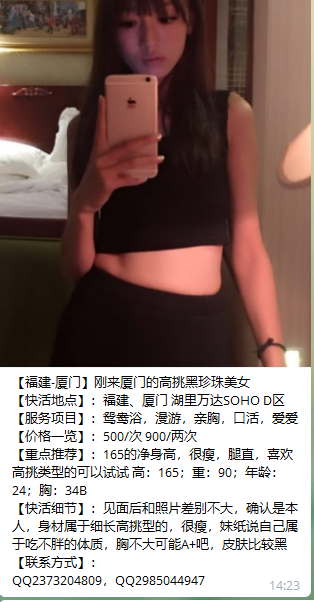 【福建-厦门】刚来厦门的高挑黑珍珠美女
【快活地点】：福建、厦门 湖里万达SOHO D区
【服务项目】：鸳鸯浴，漫游，亲胸，口活，爱爱
【价格一览】：500/次 900/两次
【重点推荐】：165的净身高，很瘦，腿直，喜欢
高挑类型的可以试试 高：165；重：90；年龄：
24；胸：34B
【快活细节】：见面后和照片差别不大，确认是本
人，身材属于细长高挑型的，很瘦，妹纸说自己属
于吃不胖的体质，胸不大可能A+吧，皮肤比较黑
【联系方式】：
QQ2373204809，QQ2985044947
14:23